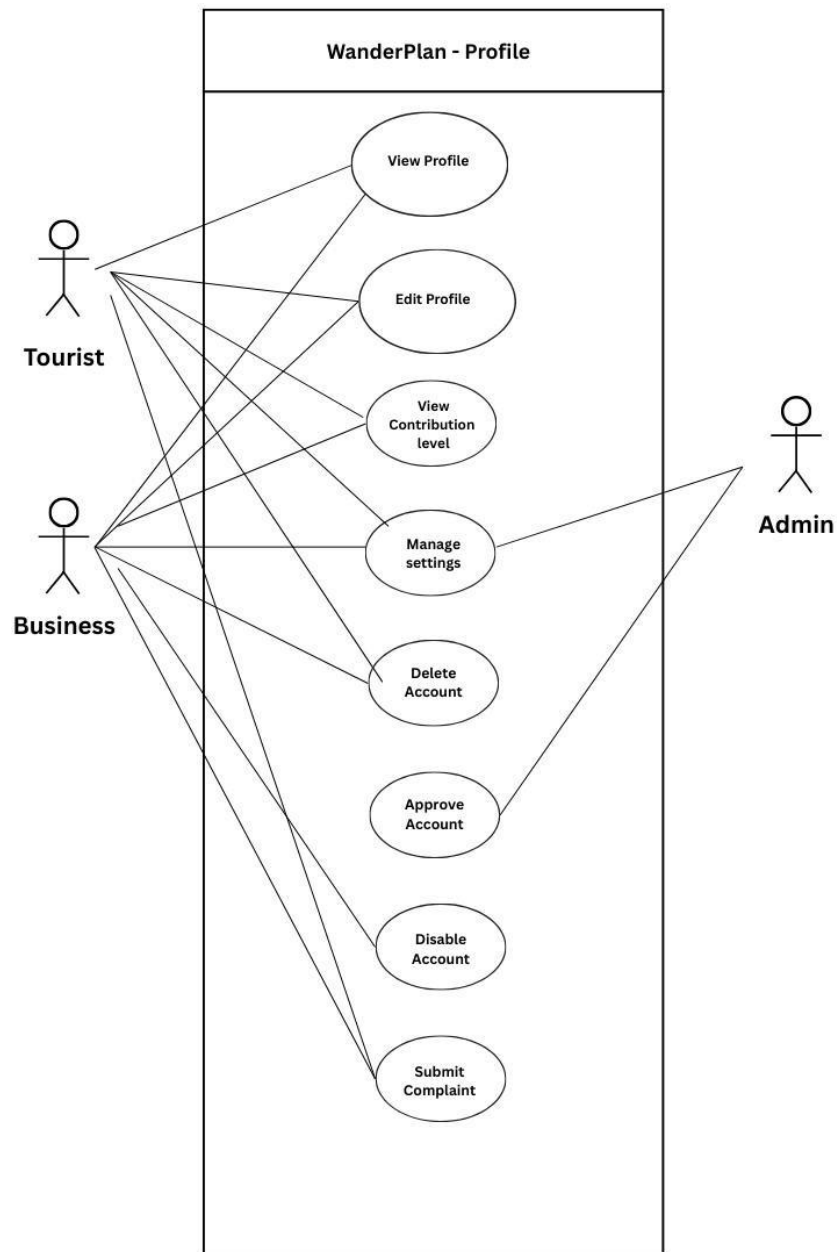 WanderPlan - Profile
View Profile
Edit Profile
Tourist
View
Contribution
level
Admin
Manage
settings
Business
Delete
Account
Approve
Account
Disable
Account
Submit
Complaint